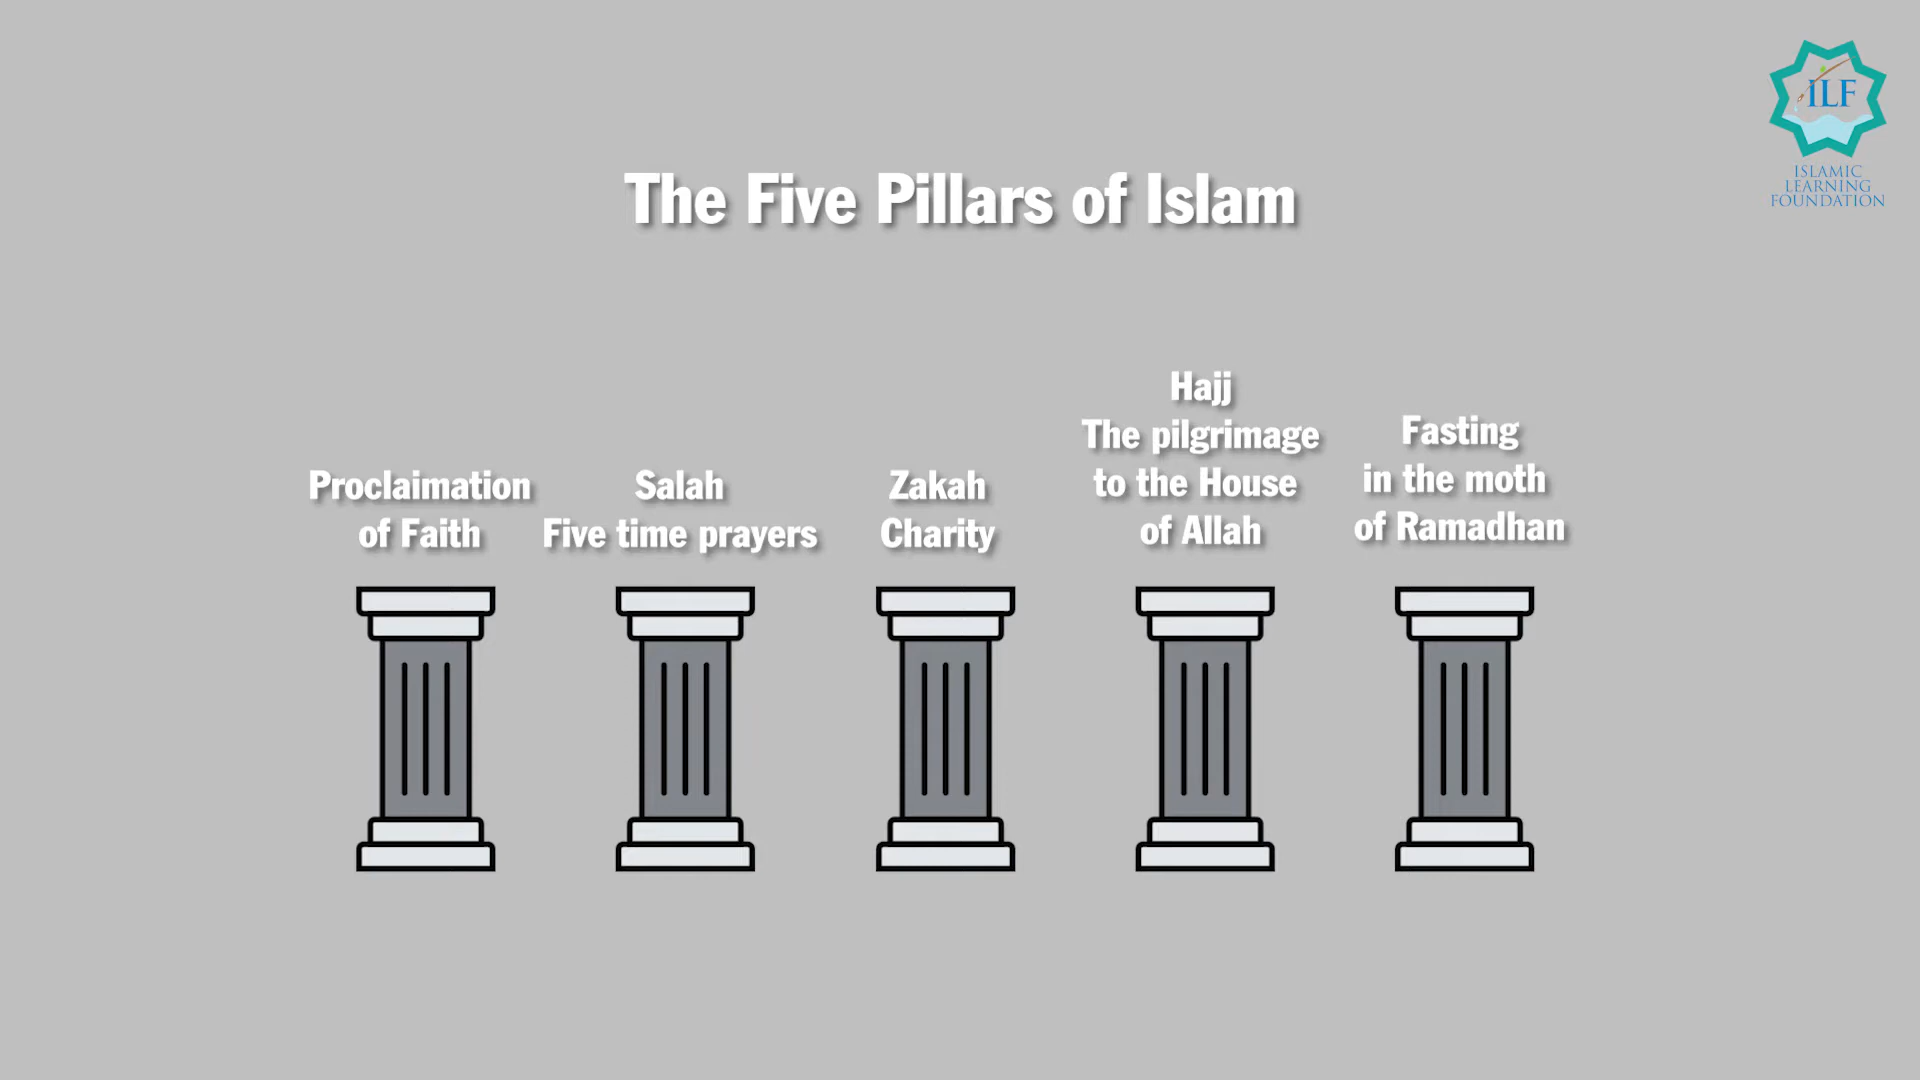 The Five Pillars of Islam
ILF
ISLAMIC
LEARNING
FOUNDATION
Proclaimation
of Faith
Salah
Five time prayers
Zakah
Charity
Hajj
The pilgrimage
to the House
of Allah
Fasting
in the moth
of Ramadhan